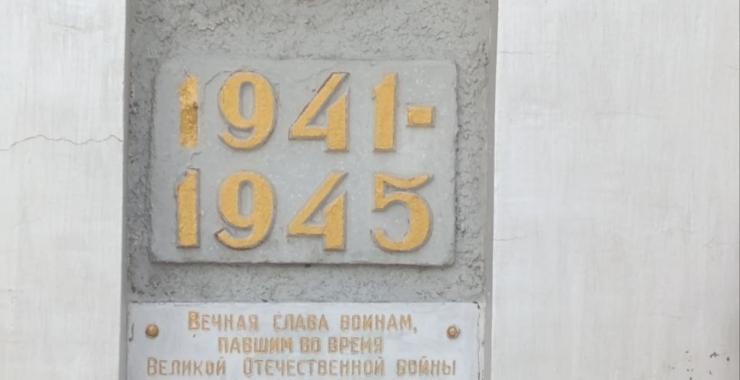 1941-
1945
Вечная слава воинам,
павшим во время
Великой Отечественной войны